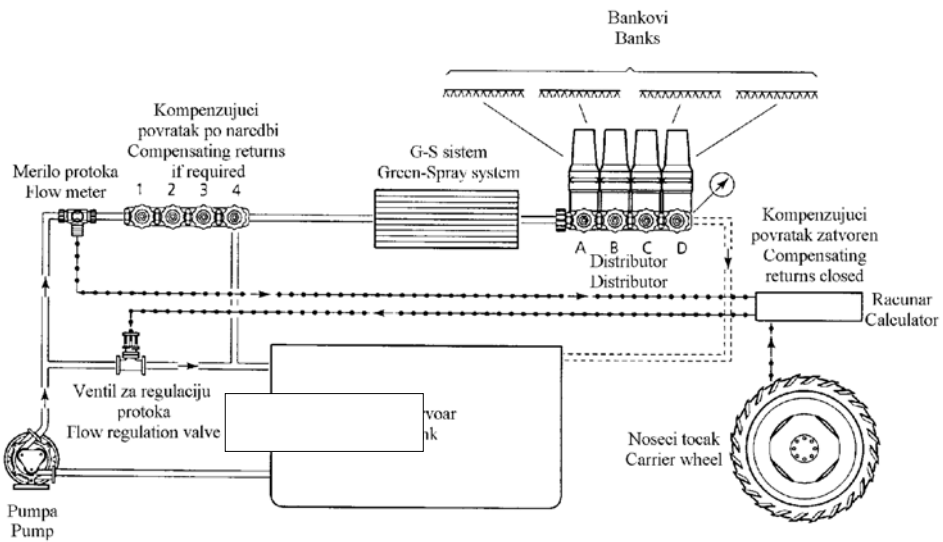 Bankovi
Banks
Kompenzujuci
povratak po naredbi
Compensating returns
if required
G-S sistem
Green-Spray system
Merilo protoka
Flow meter
1 2 3 4
A B C D
Distributor
Distributor
Kompenzujuci
povratak zatvoren
Compensating
returns closed
Racunar
Calculator
Ventil za regulaciju
protoka
Flow regulation valve
Noseci tocak
Carrier wheel
Pumpa
Pump